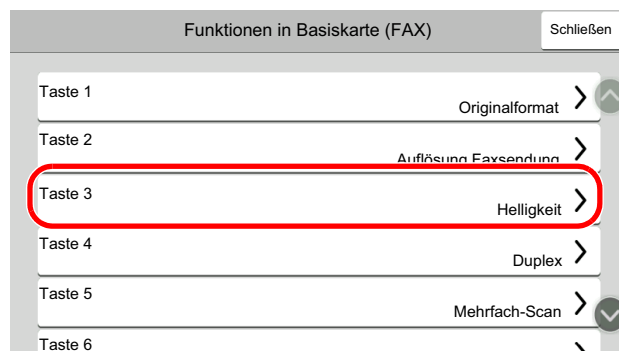 Funktionen in Basiskarte (FAX)
Schließen
Taste 1
Originalformat
Taste 2
Auflösung Faxsendung
Taste 3
Helligkeit
Taste 4
Duplex
Taste 5
Mehrfach-Scan
Taste 6